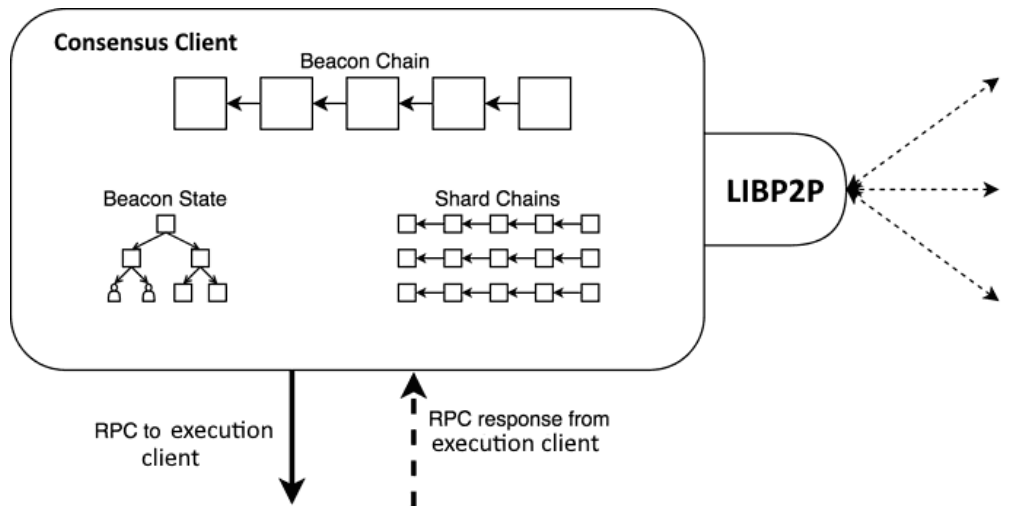 Consensus Client
Beacon Chain
Beacon State
Shard Chains
LIBP2P
RPC to execution
client
RPC response from
execution client